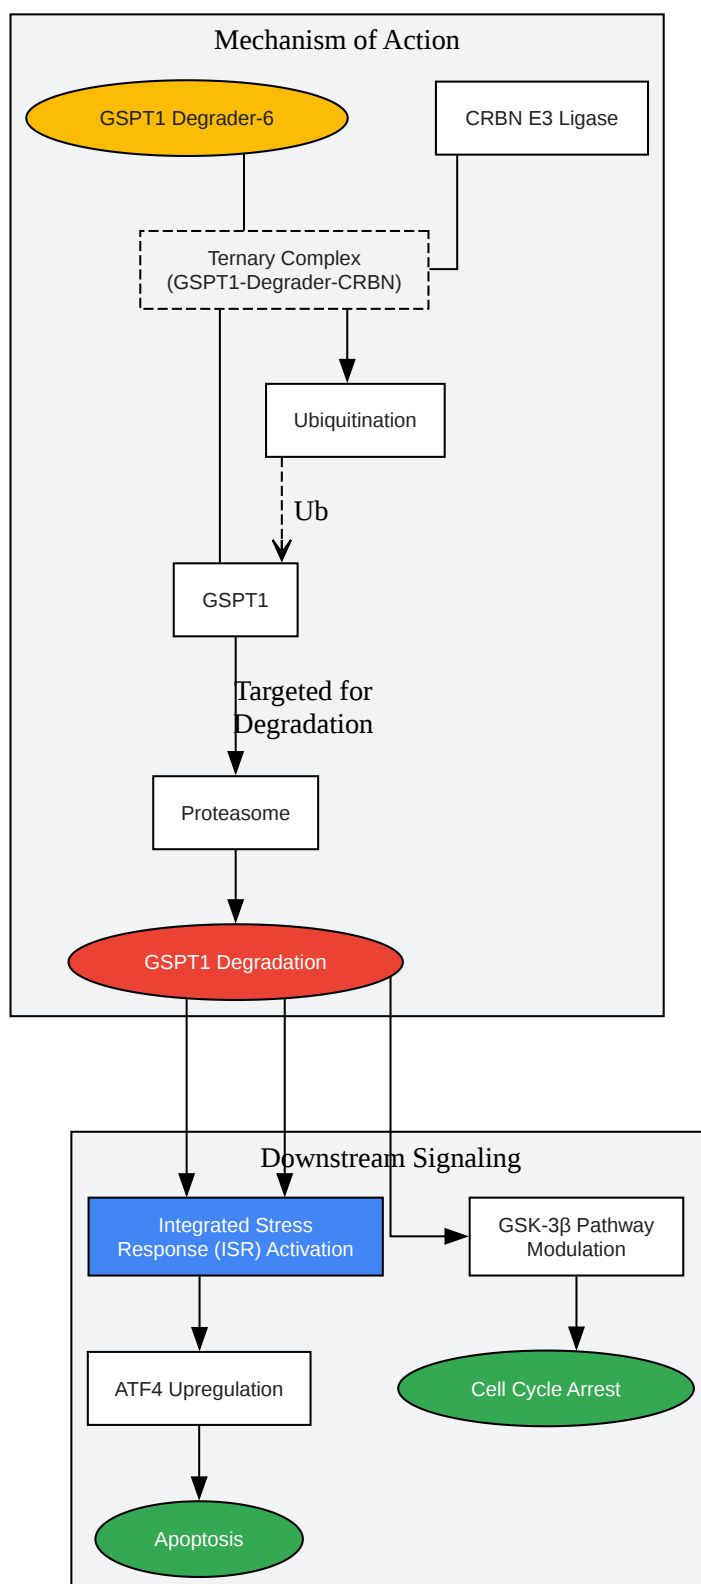 Mechanism of Action
GSPT1 Degrader-6
CRBN E3 Ligase
Ternary Complex
(GSPT1-Degrader-CRBN)
Ubiquitination
Ub
GSPT1
Targeted for
Degradation
Proteasome
GSPT1 Degradation
Downstream Signaling
Integrated Stress
Response (ISR) Activation
GSK-3β Pathway
Modulation
ATF4 Upregulation
Cell Cycle Arrest
Apoptosis